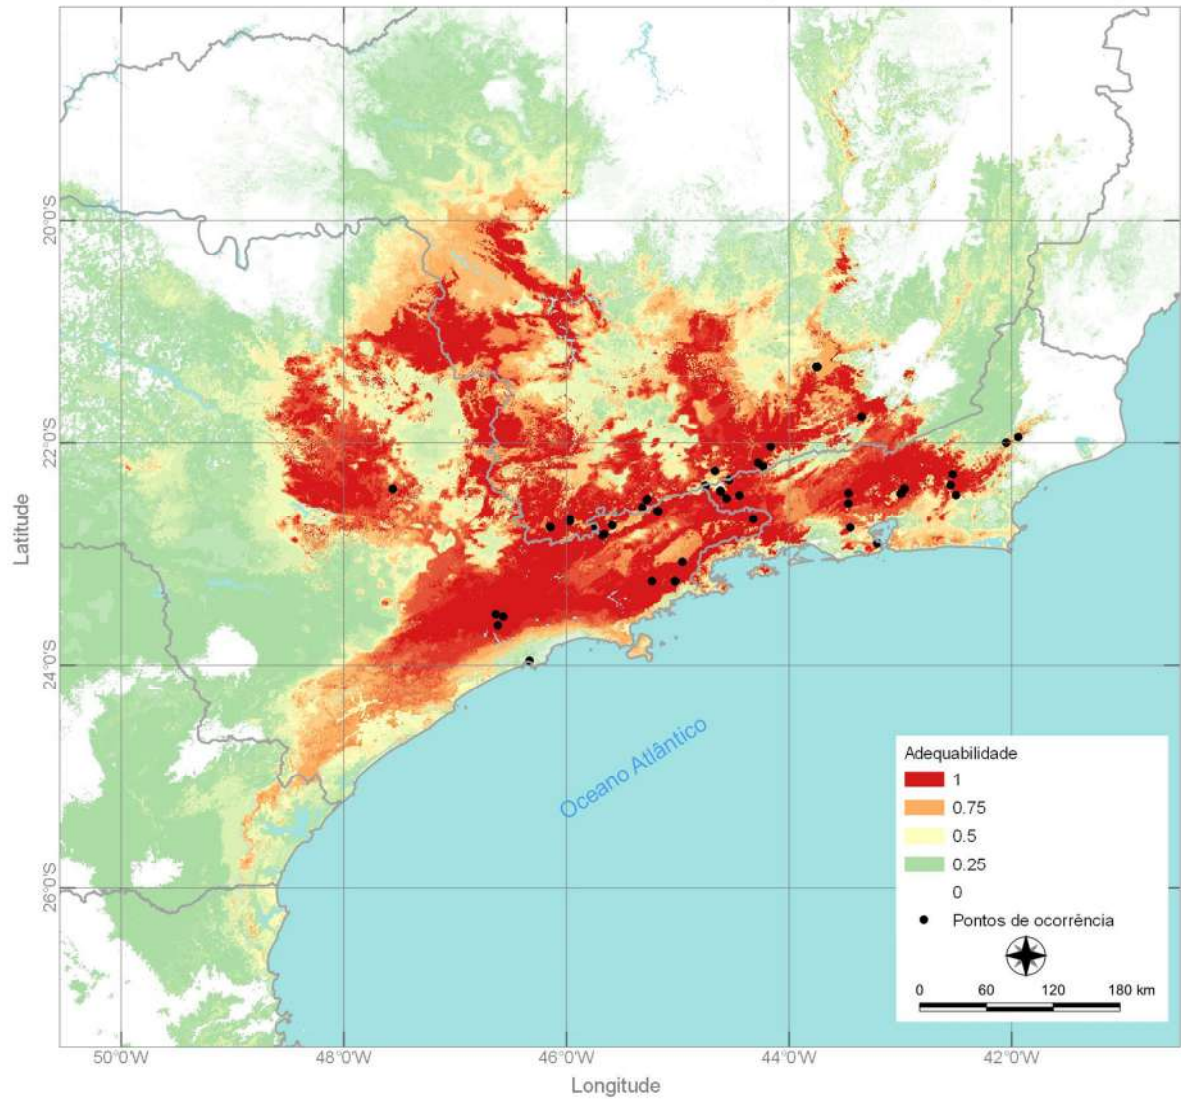 20°0'S
22°0'S
24°0'S
26°0'S
Latitude
Oceano Atlântico
Adequabilidade
1
0.75
0.5
0.25
0
Pontos de ocorrência
0 60 120 180 km
50°0'W 48°0'W 46°0'W 44°0'W 42°0'W
Longitude